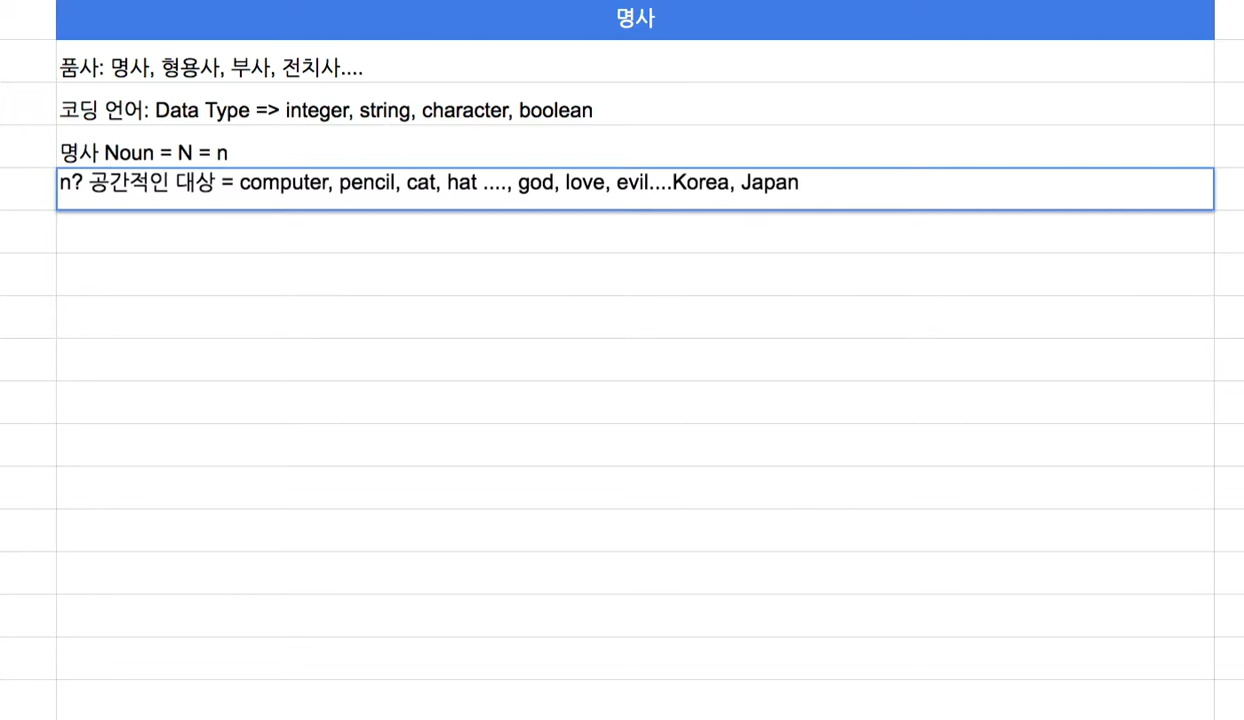 명사
품사: 명사, 형용사, 부사, 전치사....
코딩 언어: Data Type => integer, string, character, boolean
명사 Noun = N = n
n? 공간적인 대상 = computer, pencil, cat, hat ...., god, love, evil....Korea, Japan